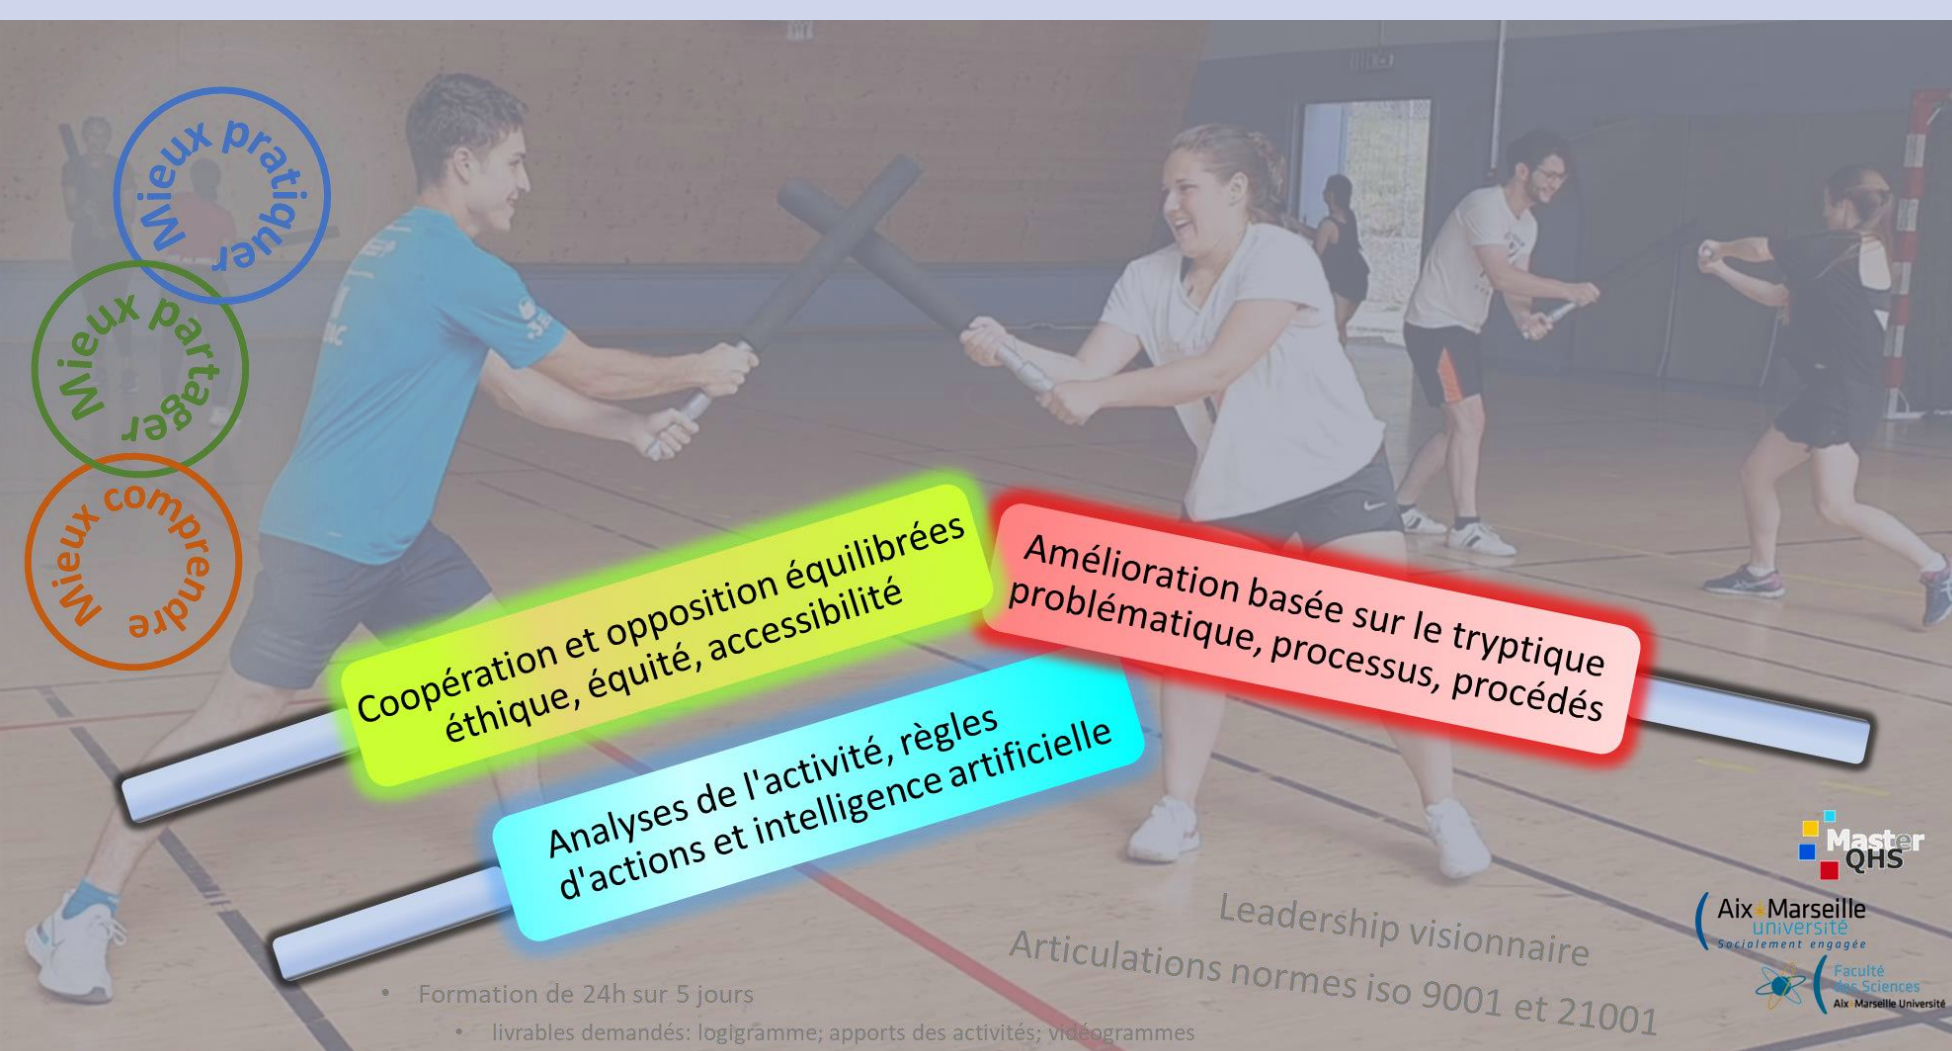 Mieux pratiquer
Mieux partager
Mieux comprendre
Coopération et opposition équilibrées
éthique, équité, accessibilité
Amélioration basée sur le tryptique
problématique, processus, procédés
Analyses de l'activité, règles
d'actions et intelligence artificielle
Leadership visionnaire
Articulations normes iso 9001 et 21001
• Formation de 24h sur 5 jours
• livrables demandés: logigramme; apports des activités; vidéogrammes
Master
QHS
Aix Marseille
université
Socialement engagée
Faculté
des Sciences
Aix Marseille Université